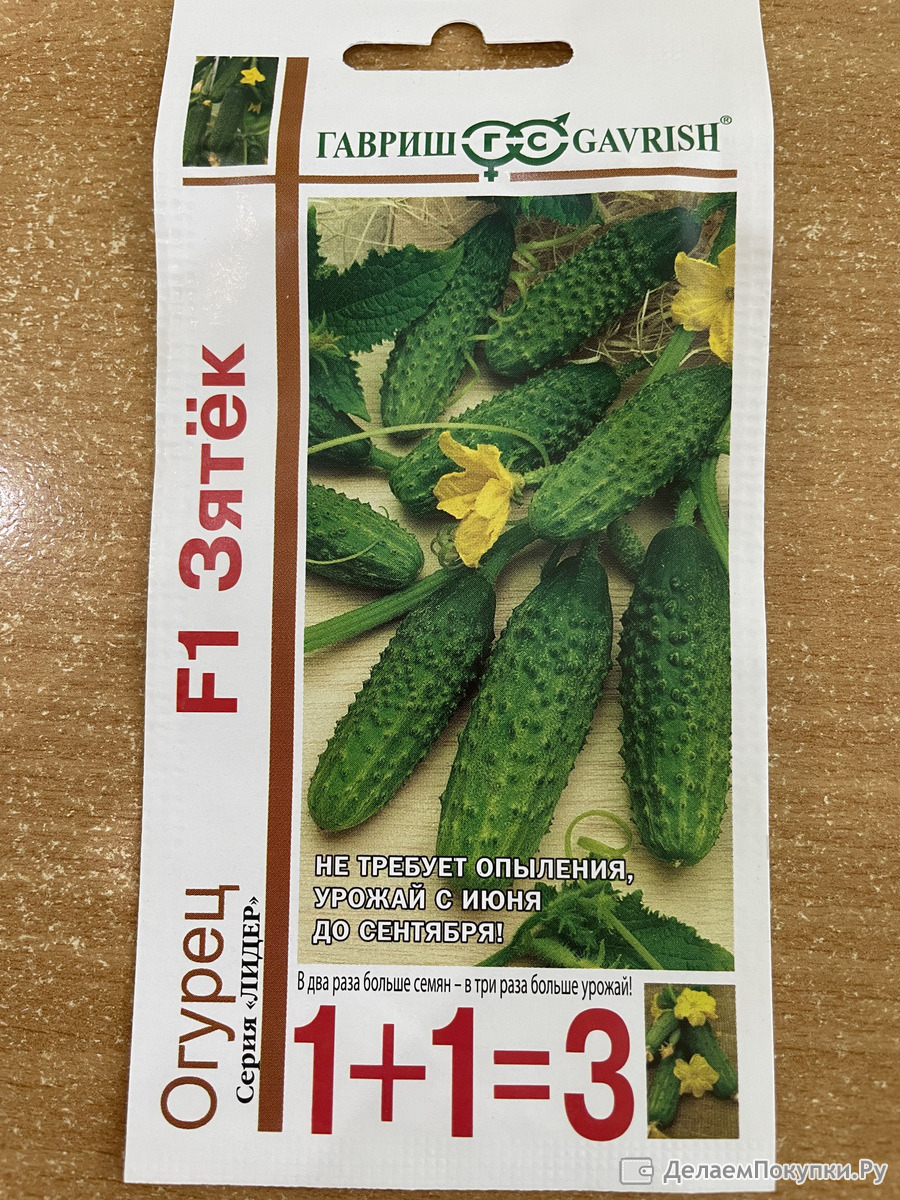 ГАВРИШ ГС GAVRISH®
F1 Зятёк
Огурец
Серия «ЛИДЕР»
НЕ ТРЕБУЕТ ОПЫЛЕНИЯ,
УРОЖАЙ С ИЮНЯ
ДО СЕНТЯБРЯ!
В два раза больше семян – в три раза больше урожай!
1+1=3
ДелаемПокупки.Ру